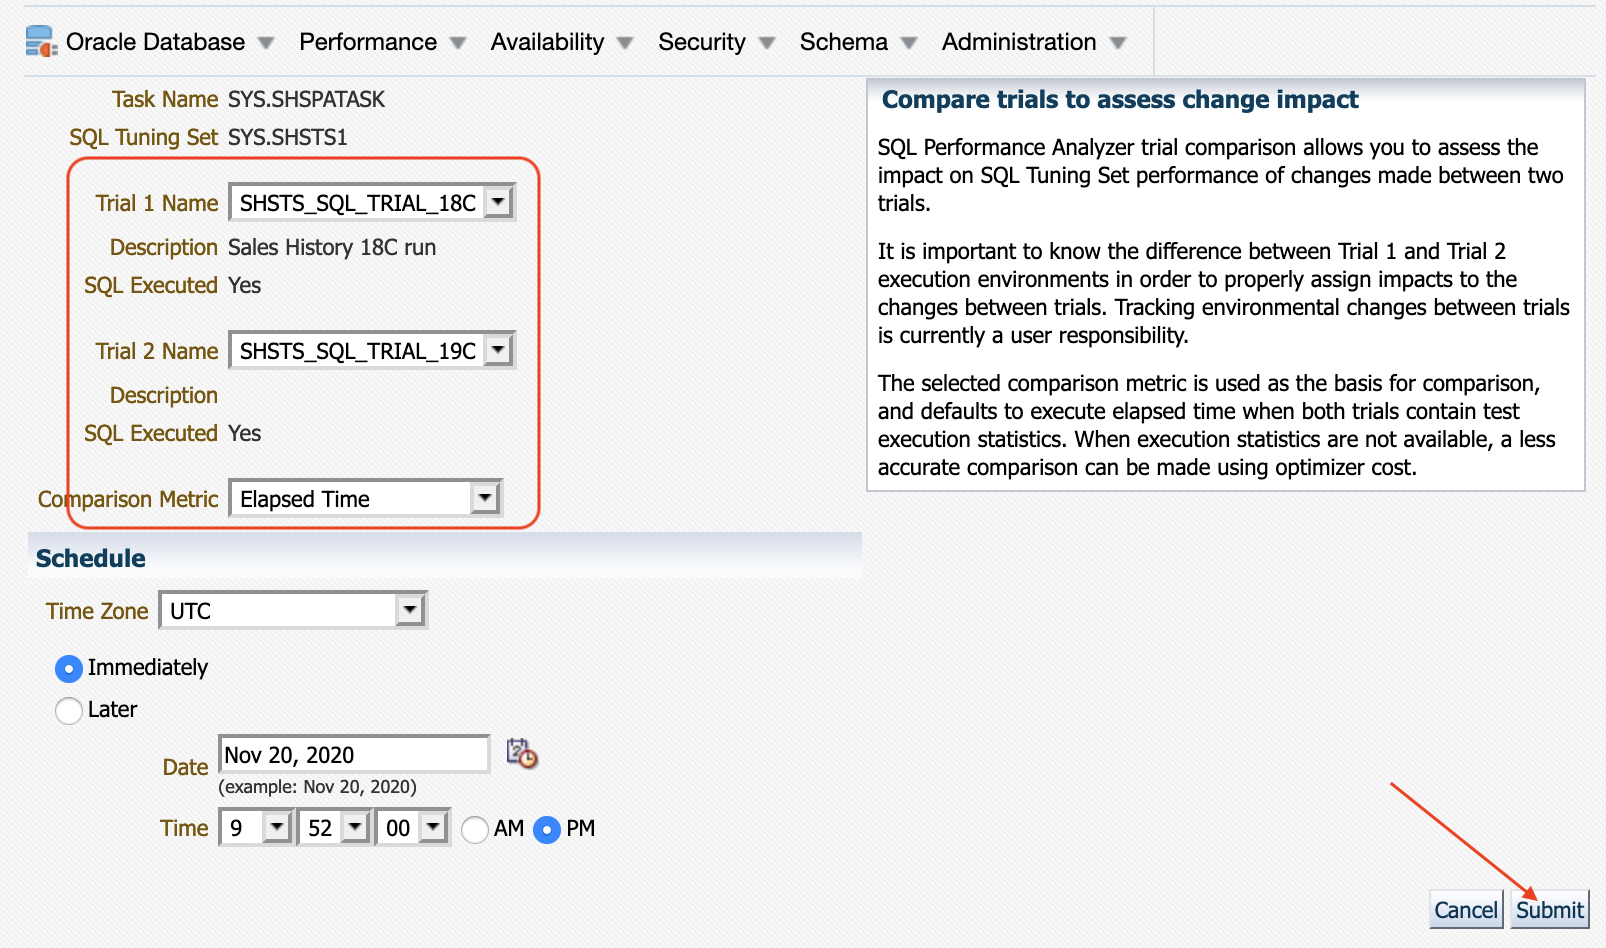 Oracle Database Performance Availability Security Schema Administration
Task Name SYS.SHSPATASK
SQL Tuning Set SYS.SHSTS1
Trial 1 Name SHSTS_SQL_TRIAL_18C
Description Sales History 18C run
SQL Executed Yes
Trial 2 Name SHSTS_SQL_TRIAL_19C
Description
SQL Executed Yes
Comparison Metric Elapsed Time
Compare trials to assess change impact
SQL Performance Analyzer trial comparison allows you to assess the
impact on SQL Tuning Set performance of changes made between two
trials.
It is important to know the difference between Trial 1 and Trial 2
execution environments in order to properly assign impacts to the
changes between trials. Tracking environmental changes between trials
is currently a user responsibility.
The selected comparison metric is used as the basis for comparison,
and defaults to execute elapsed time when both trials contain test
execution statistics. When execution statistics are not available, a less
accurate comparison can be made using optimizer cost.
Schedule
Time Zone UTC
Immediately
Later
Date Nov 20, 2020
(example: Nov 20, 2020)
Time 9 52 00 AM PM
Cancel Submit